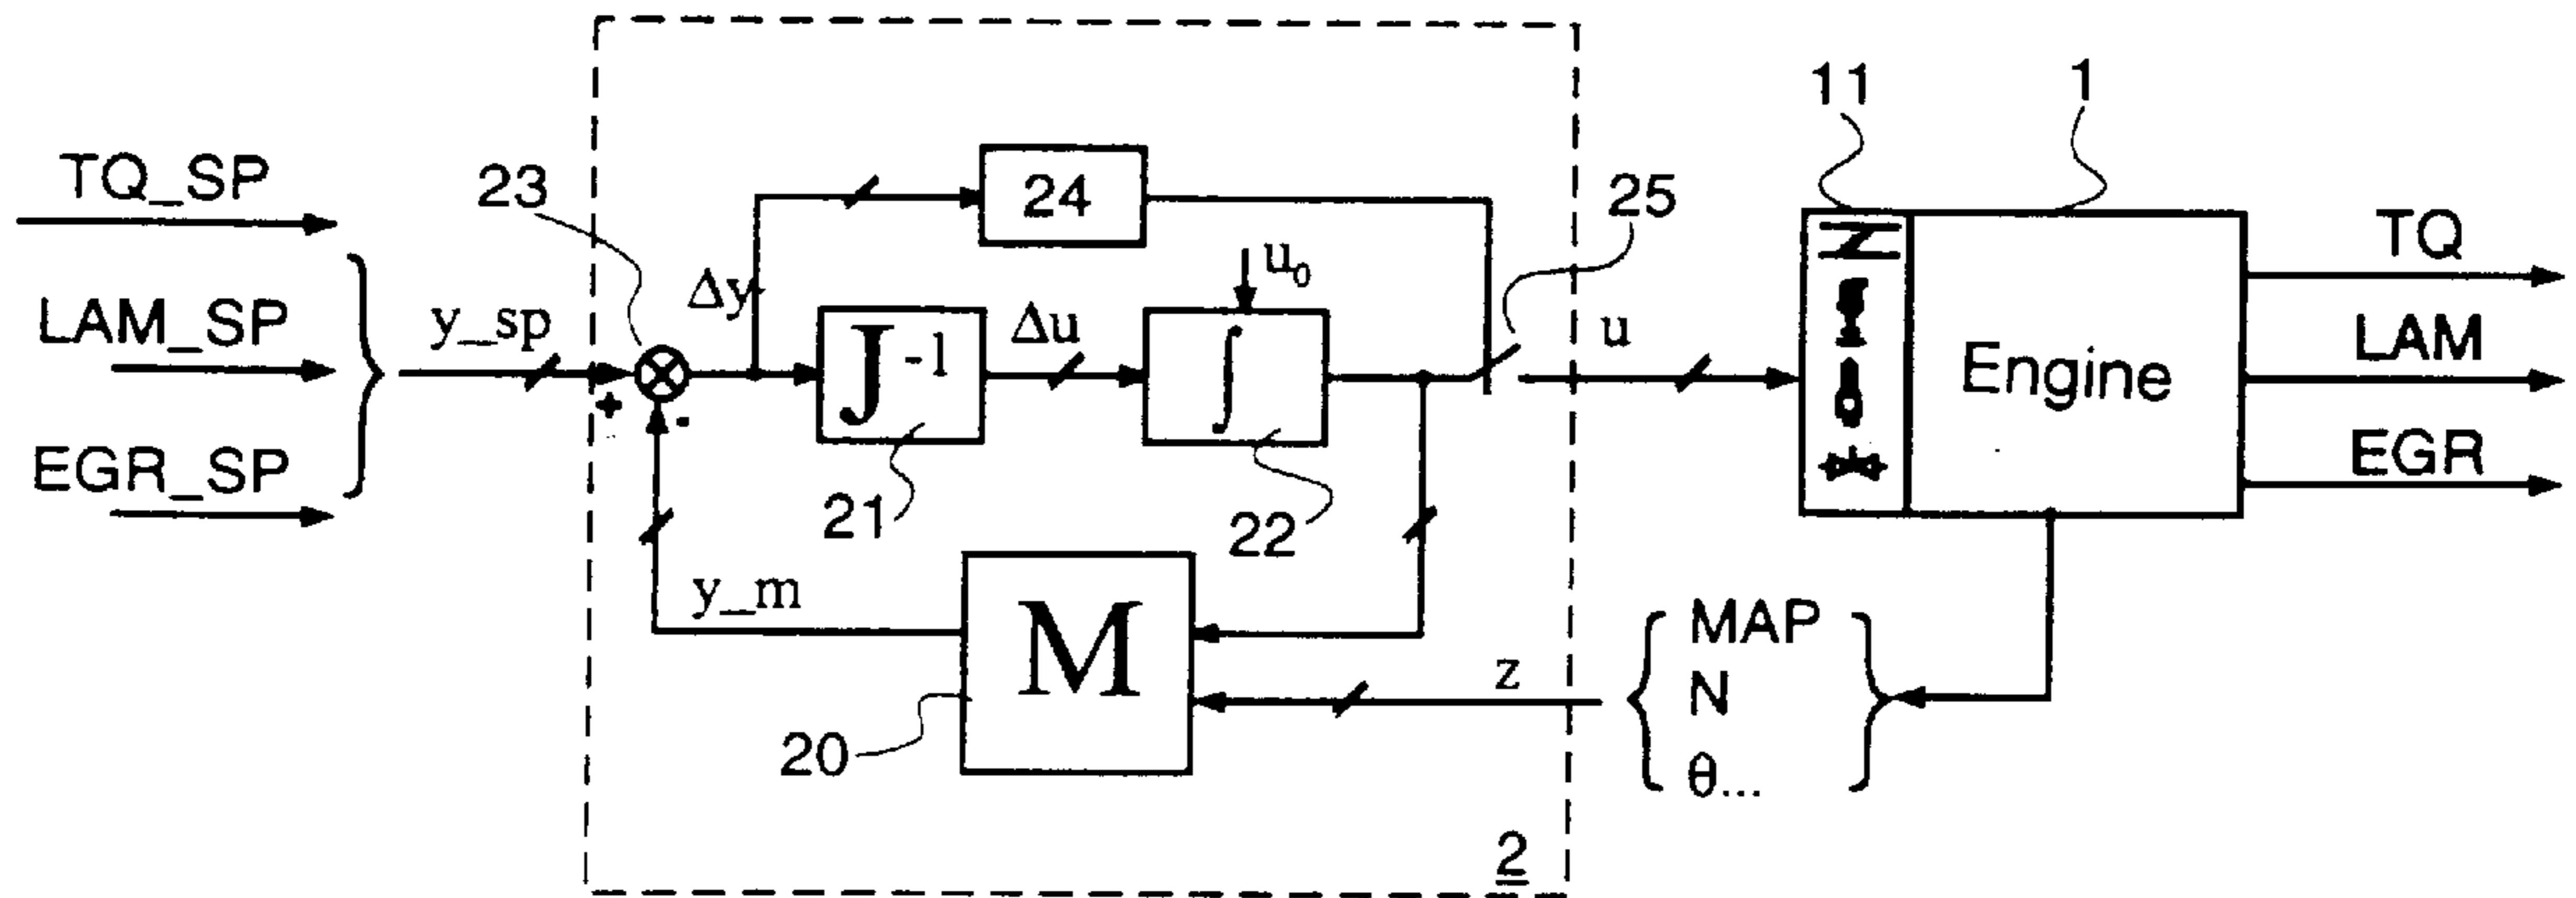 TQ_SP
LAM_SP
EGR_SP
y_sp
+
-
23
Δy
24
J⁻¹
21
Δu
u₀
∫
22
25
u
y_m
M
20
z
2
11
1
Engine
TQ
LAM
EGR
MAP
N
θ...